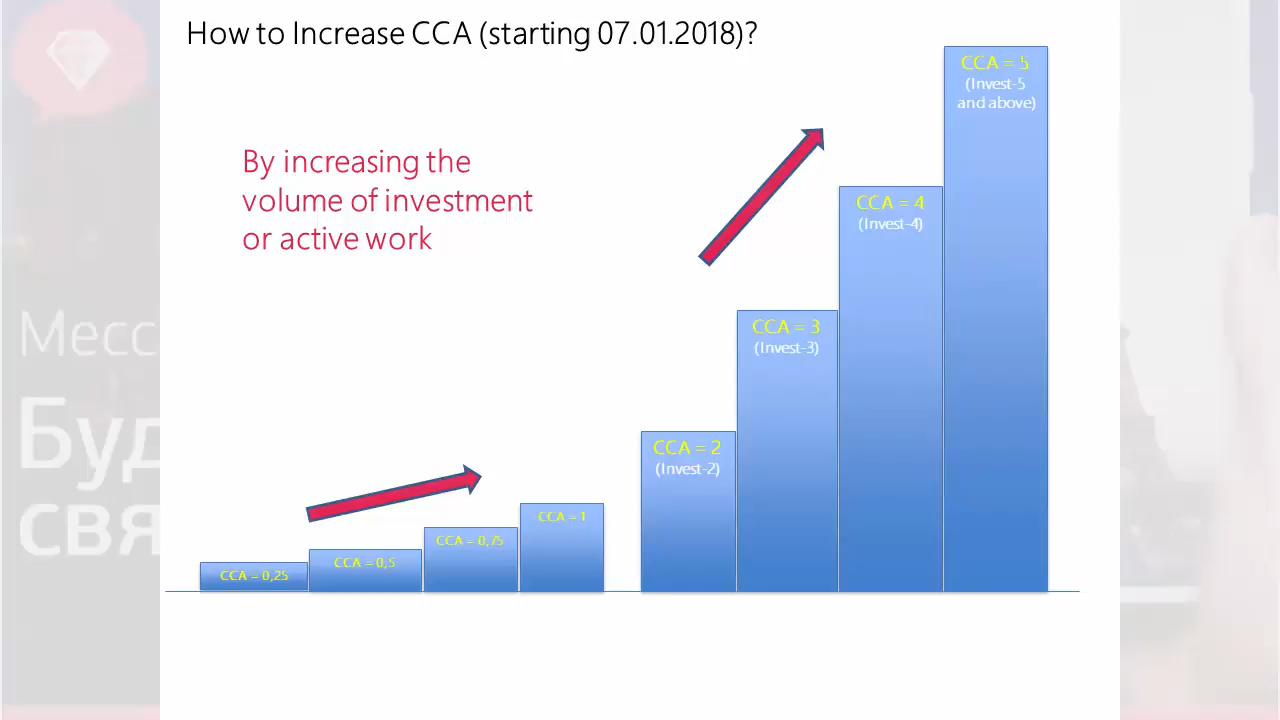 How to Increase CCA (starting 07.01.2018)?
By increasing the
volume of investment
or active work
CCA = 0,25
CCA = 0,5
CCA = 0,75
CCA = 1
CCA = 2
(Invest-2)
CCA = 3
(Invest-3)
CCA = 4
(Invest-4)
CCA = 5
(Invest-5
and above)
Месс
Буд
свя